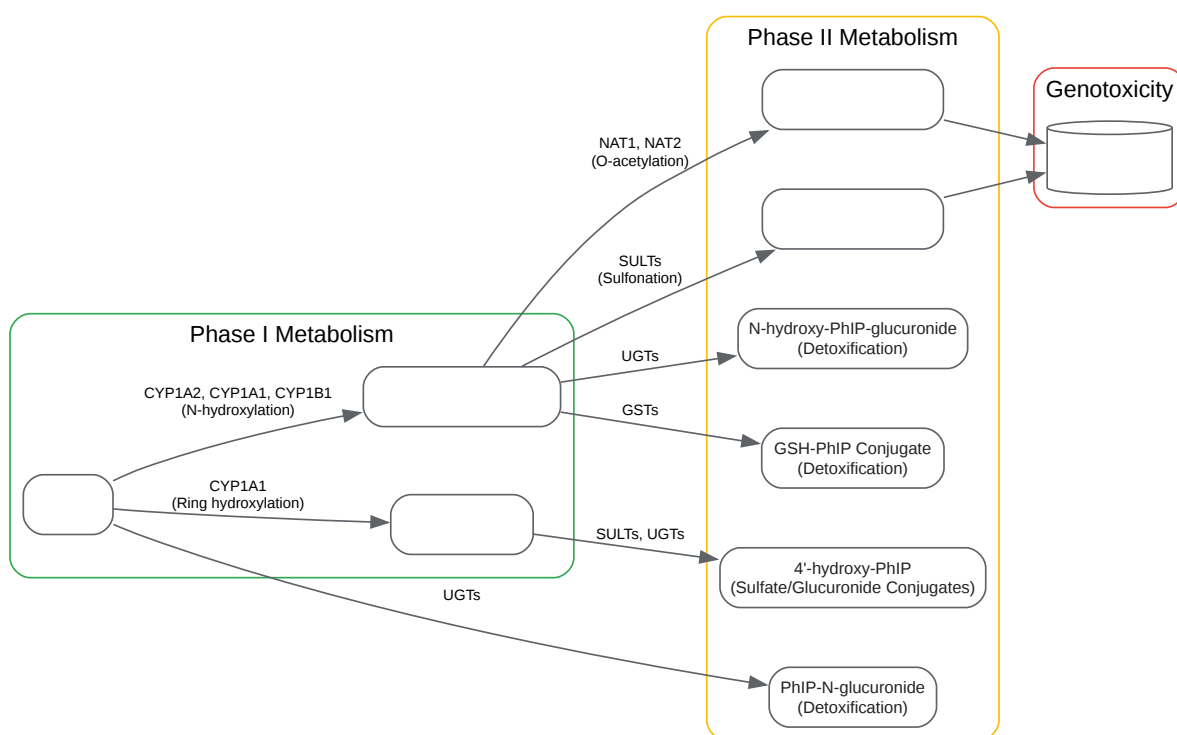 Phase II Metabolism
Genotoxicity
NAT1, NAT2
(O-acetylation)
SULTs
(Sulfonation)
Phase I Metabolism
N-hydroxy-PhIP-glucuronide
(Detoxification)
UGTs
CYP1A2, CYP1A1, CYP1B1
(N-hydroxylation)
GSTs
GSH-PhIP Conjugate
(Detoxification)
CYP1A1
(Ring hydroxylation)
SULTs, UGTs
4'-hydroxy-PhIP
(Sulfate/Glucuronide Conjugates)
UGTs
PhIP-N-glucuronide
(Detoxification)